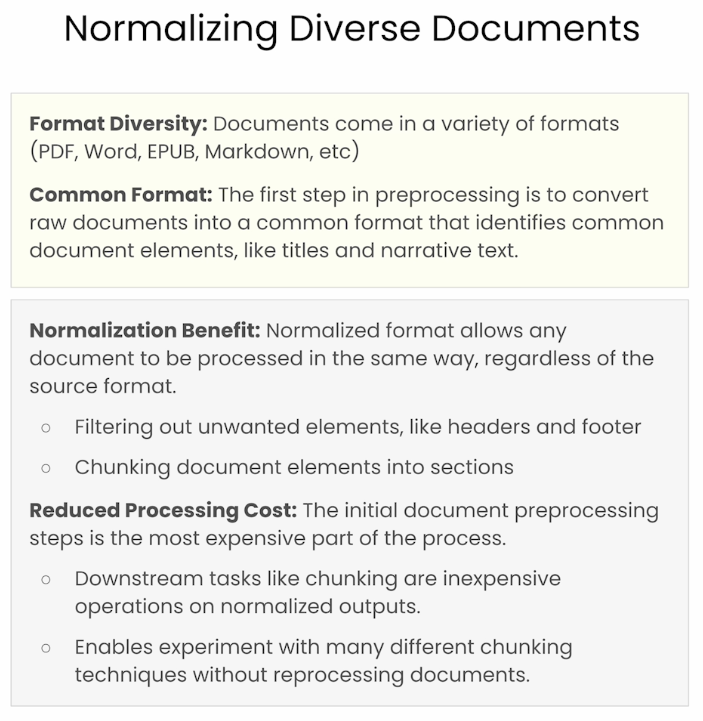 Normalizing Diverse Documents
Format Diversity: Documents come in a variety of formats
(PDF, Word, EPUB, Markdown, etc)
Common Format: The first step in preprocessing is to convert
raw documents into a common format that identifies common
document elements, like titles and narrative text.
Normalization Benefit: Normalized format allows any
document to be processed in the same way, regardless of the
source format.
○ Filtering out unwanted elements, like headers and footer
○ Chunking document elements into sections
Reduced Processing Cost: The initial document preprocessing
steps is the most expensive part of the process.
○ Downstream tasks like chunking are inexpensive
operations on normalized outputs.
○ Enables experiment with many different chunking
techniques without reprocessing documents.